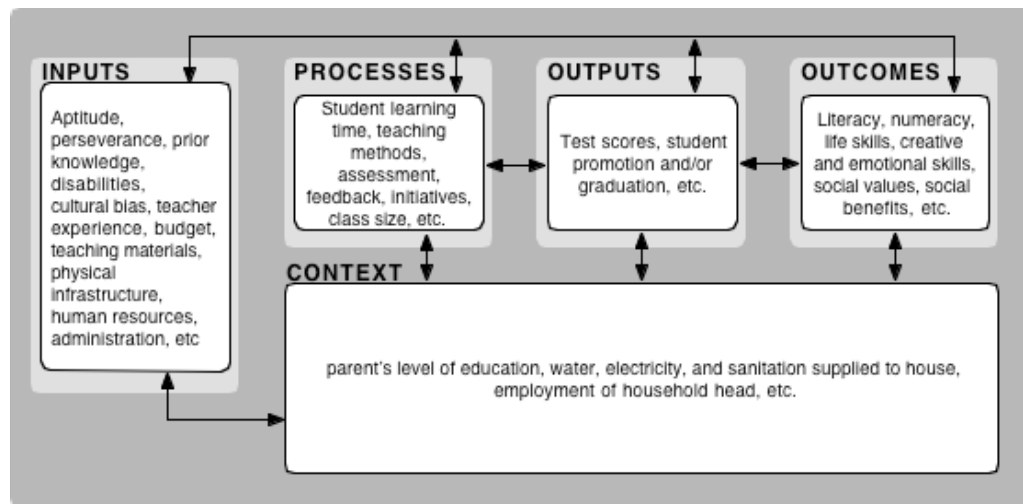 INPUTS
Aptitude,
perseverance, prior
knowledge,
disabilities,
cultural bias, teacher
experience, budget,
teaching materials,
physical
infrastructure,
human resources,
administration, etc
PROCESSES
Student learning
time, teaching
methods,
assessment,
feedback, initiatives,
class size, etc.
OUTPUTS
Test scores, student
promotion and/or
graduation, etc.
OUTCOMES
Literacy, numeracy,
life skills, creative
and emotional skills,
social values, social
benefits, etc.
CONTEXT
parent's level of education, water, electricity, and sanitation supplied to house,
employment of household head, etc.